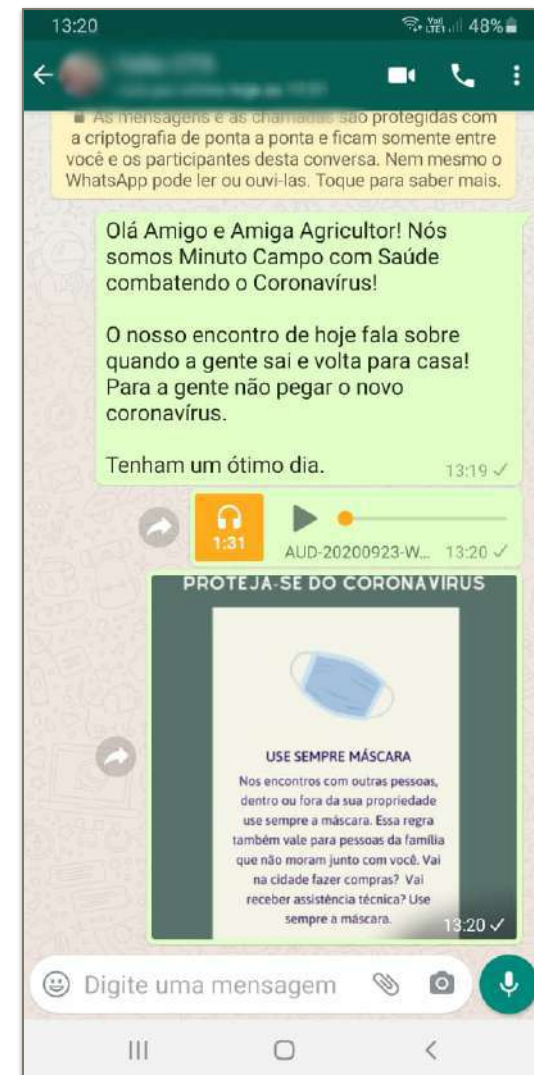 13:20
48%
As mensagens e as chamadas são protegidas com
a criptografia de ponta a ponta e ficam somente entre
você e os participantes desta conversa. Nem mesmo o
WhatsApp pode ler ou ouvi-las. Toque para saber mais.
Olá Amigo e Amiga Agricultor! Nós
somos Minuto Campo com Saúde
combatendo o Coronavírus!
O nosso encontro de hoje fala sobre
quando a gente sai e volta para casa!
Para a gente não pegar o novo
coronavírus.
Tenham um ótimo dia.
13:19
1:31
AUD-20200923-W... 13:20
PROTEJA-SE DO CORONAVÍRUS
USE SEMPRE MÁSCARA
Nos encontros com outras pessoas,
dentro ou fora da sua propriedade
use sempre a máscara. Essa regra
também vale para pessoas da família
que não moram junto com você. Vai
na cidade fazer compras? Vai
receber assistência técnica? Use
sempre a máscara.
13:20
Digite uma mensagem